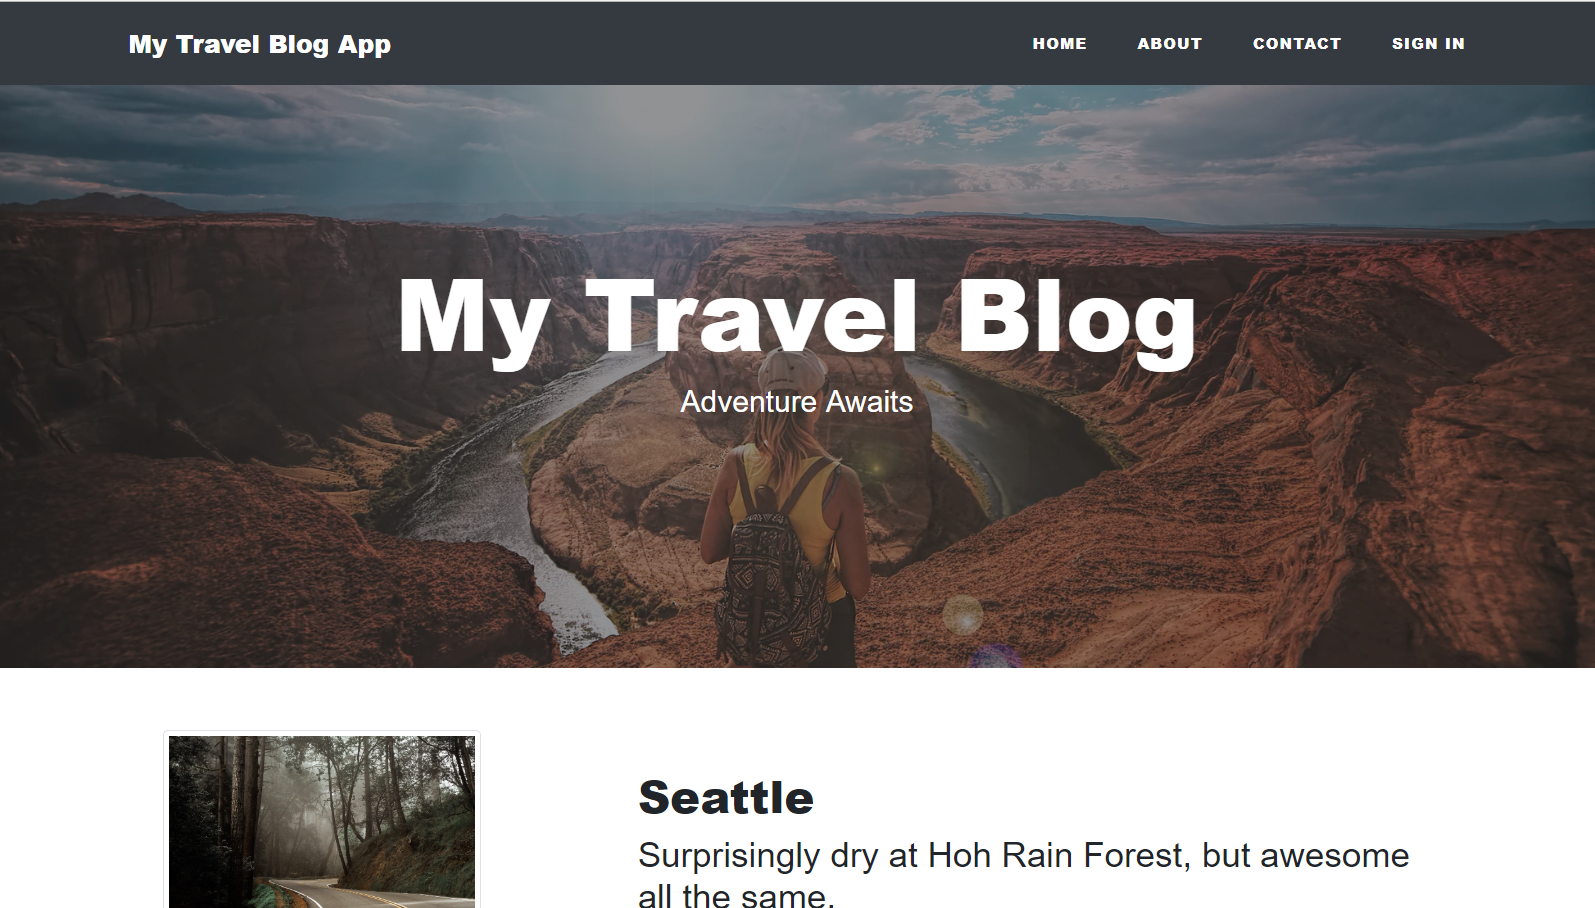 My Travel Blog App
HOME
ABOUT
CONTACT
SIGN IN
My Travel Blog
Adventure Awaits
Seattle
Surprisingly dry at Hoh Rain Forest, but awesome
all the same.